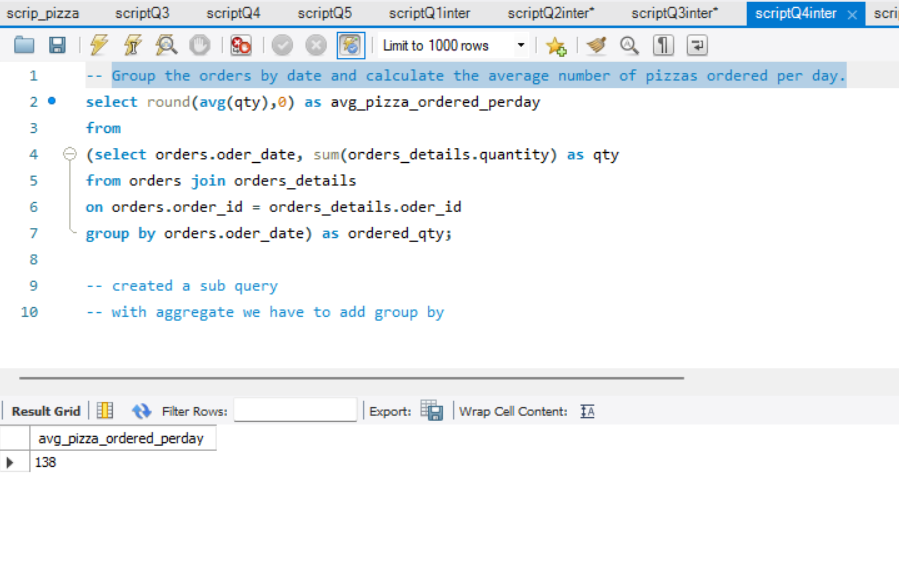 scrip_pizza scriptQ3 scriptQ4 scriptQ5 scriptQ1inter scriptQ2inter* scriptQ3inter* scriptQ4inter × scri
Limit to 1000 rows
1 -- Group the orders by date and calculate the average number of pizzas ordered per day.
2 select round(avg(qty),0) as avg_pizza_ordered_perday
3 from
4 (select orders.oder_date, sum(orders_details.quantity) as qty
5 from orders join orders_details
6 on orders.order_id = orders_details.oder_id
7 group by orders.oder_date) as ordered_qty;
8
9 -- created a sub query
10 -- with aggregate we have to add group by
Result Grid Filter Rows: Export: Wrap Cell Content: IA
avg_pizza_ordered_perday
138